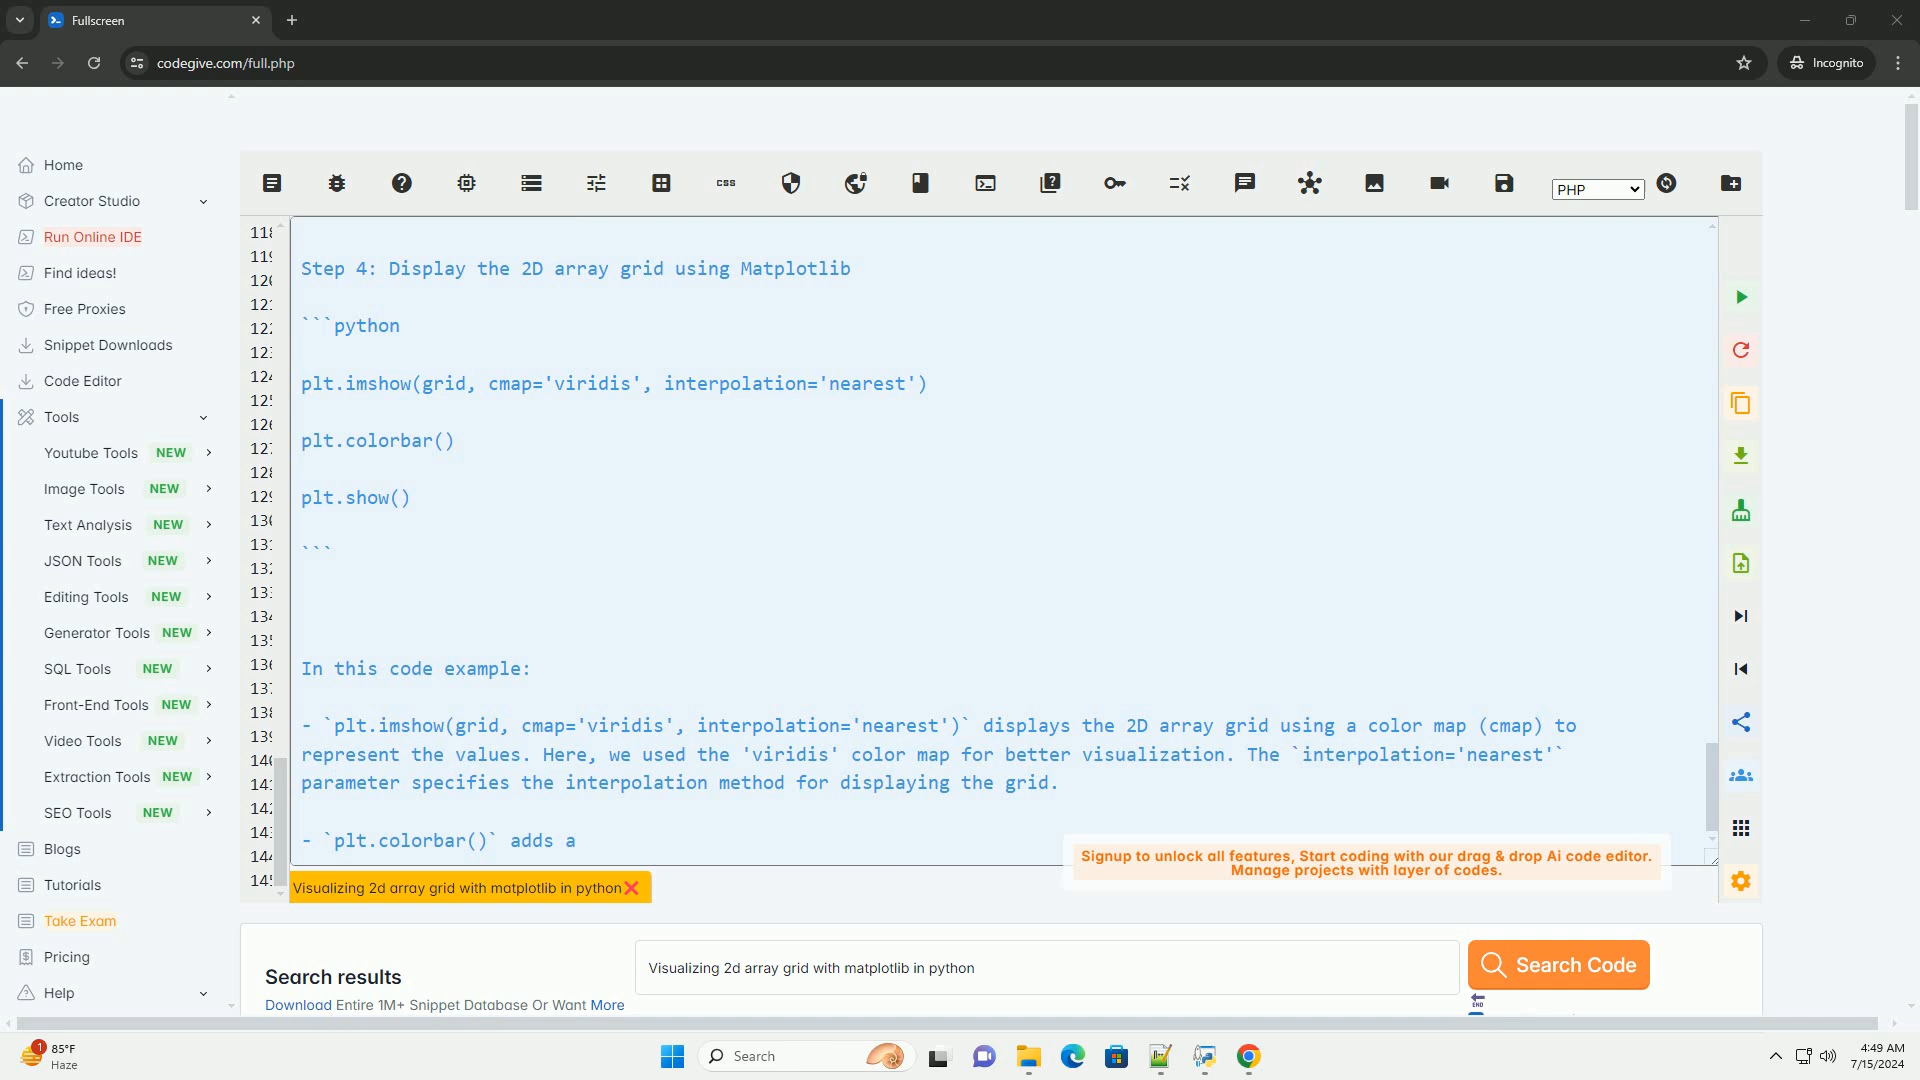 Fullscreen
codegive.com/full.php
Incognito
Home
Creator Studio
Run Online IDE
Find ideas!
Free Proxies
Snippet Downloads
Code Editor
Tools
Youtube Tools NEW
Image Tools NEW
Text Analysis NEW
JSON Tools NEW
Editing Tools NEW
Generator Tools NEW
SQL Tools NEW
Front-End Tools NEW
Video Tools NEW
Extraction Tools NEW
SEO Tools NEW
Blogs
Tutorials
Take Exam
Pricing
Help
css
PHP
Step 4: Display the 2D array grid using Matplotlib
```python
plt.imshow(grid, cmap='viridis', interpolation='nearest')
plt.colorbar()
plt.show()
```
In this code example:
- `plt.imshow(grid, cmap='viridis', interpolation='nearest')` displays the 2D array grid using a color map (cmap) to
represent the values. Here, we used the 'viridis' color map for better visualization. The `interpolation='nearest'`
parameter specifies the interpolation method for displaying the grid.
- `plt.colorbar()` adds a
Signup to unlock all features, Start coding with our drag & drop Ai code editor.
Manage projects with layer of codes.
Visualizing 2d array grid with matplotlib in python
Search results
Download Entire 1M+ Snippet Database Or Want More
Visualizing 2d array grid with matplotlib in python
Search Code
END
1
85°F
Haze
Search
4:49 AM
7/15/2024